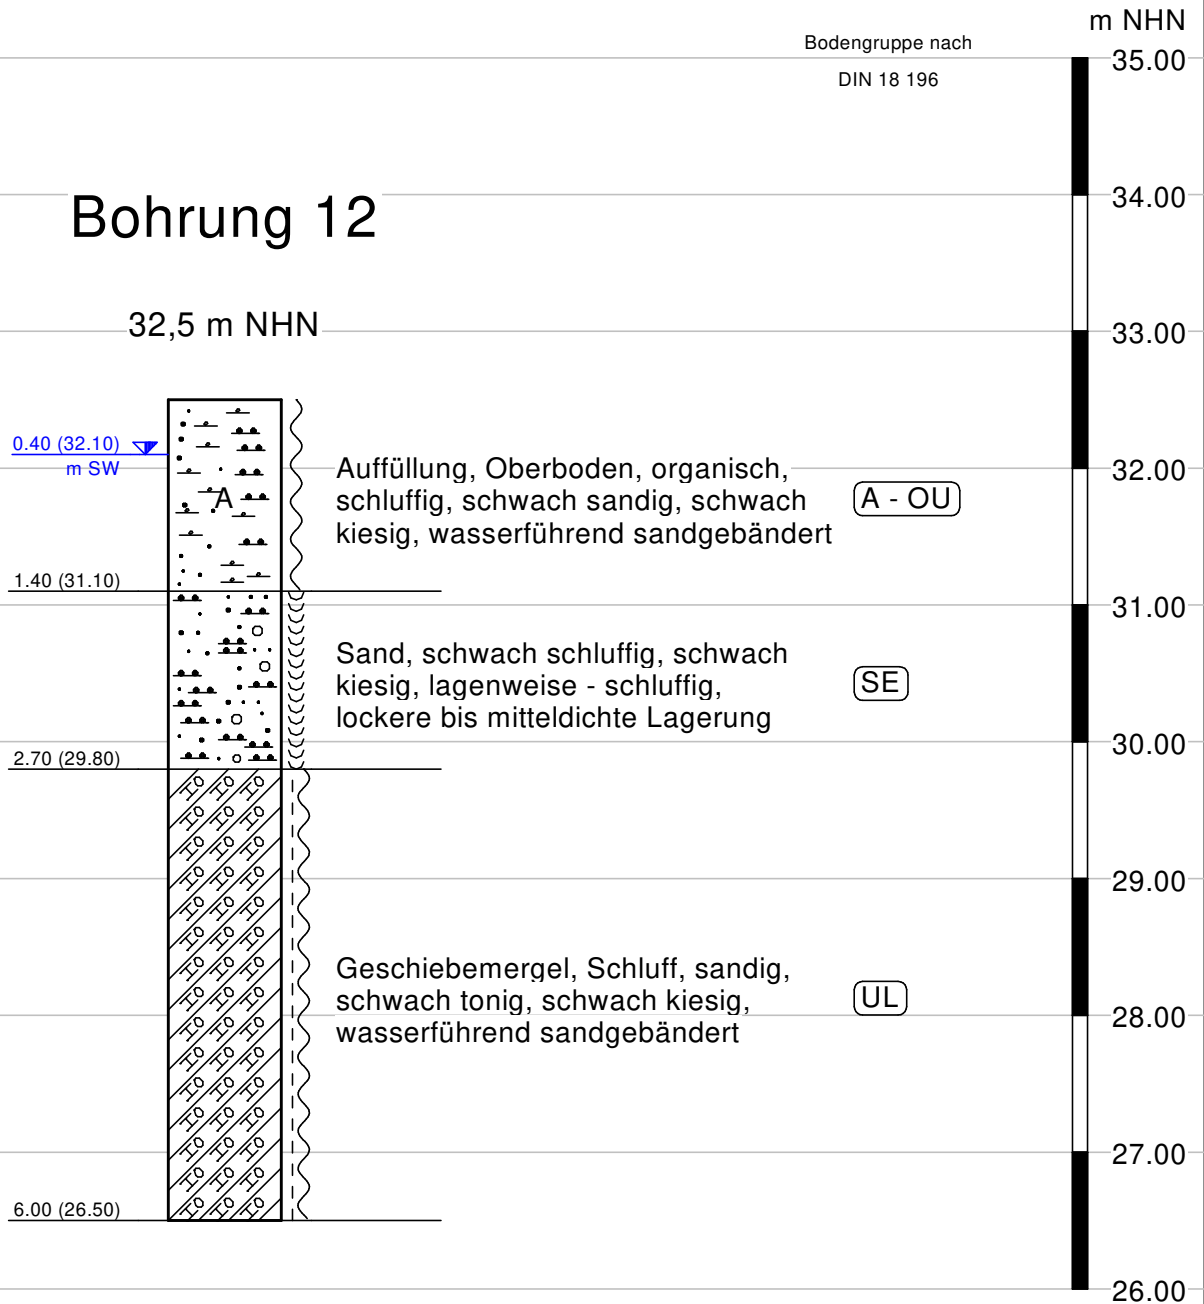 m NHN
Bodengruppe nach
DIN 18 196
35.00
34.00
Bohrung 12
32,5 m NHN
33.00
0.40 (32.10)
m SW
32.00
A
Auffüllung, Oberboden, organisch,
schluffig, schwach sandig, schwach
kiesig, wasserführend sandgebändert
A - OU
1.40 (31.10)
31.00
Sand, schwach schluffig, schwach
kiesig, lagenweise - schluffig,
lockere bis mitteldichte Lagerung
SE
30.00
2.70 (29.80)
29.00
Geschiebemergel, Schluff, sandig,
schwach tonig, schwach kiesig,
wasserführend sandgebändert
UL
28.00
27.00
6.00 (26.50)
26.00